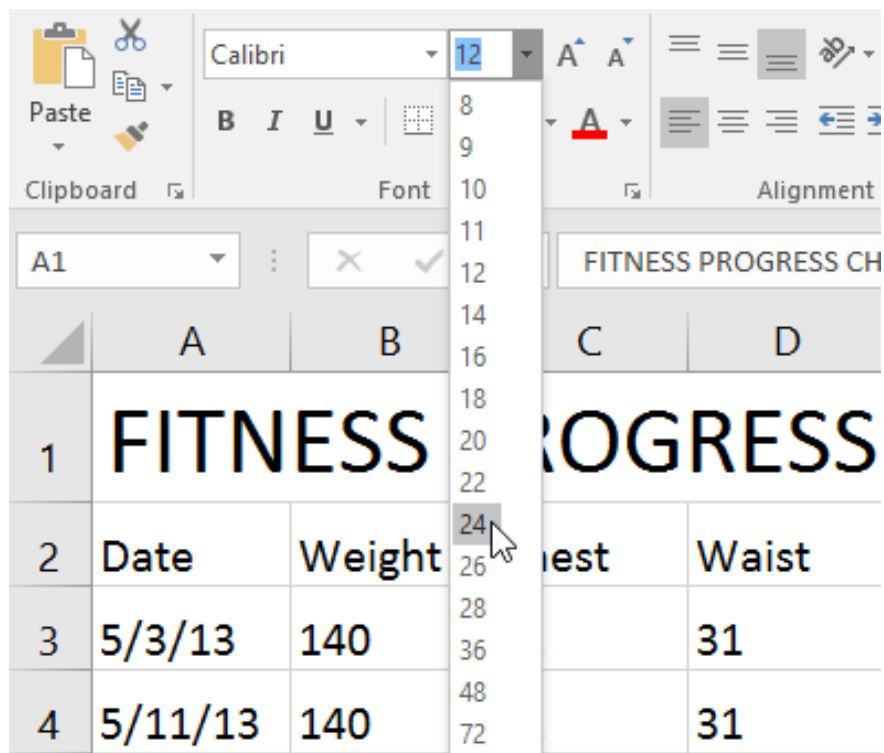 Calibri 12
A A ab
Paste
B I U A
Clipboard Font Alignment
8
9
10
11
12
14
16
18
20
22
24
26
28
36
48
72
A1 FITNESS PROGRESS CH
A B C D
1 FITNESS ROGRESS
2 Date Weight est Waist
3 5/3/13 140 31
4 5/11/13 140 31